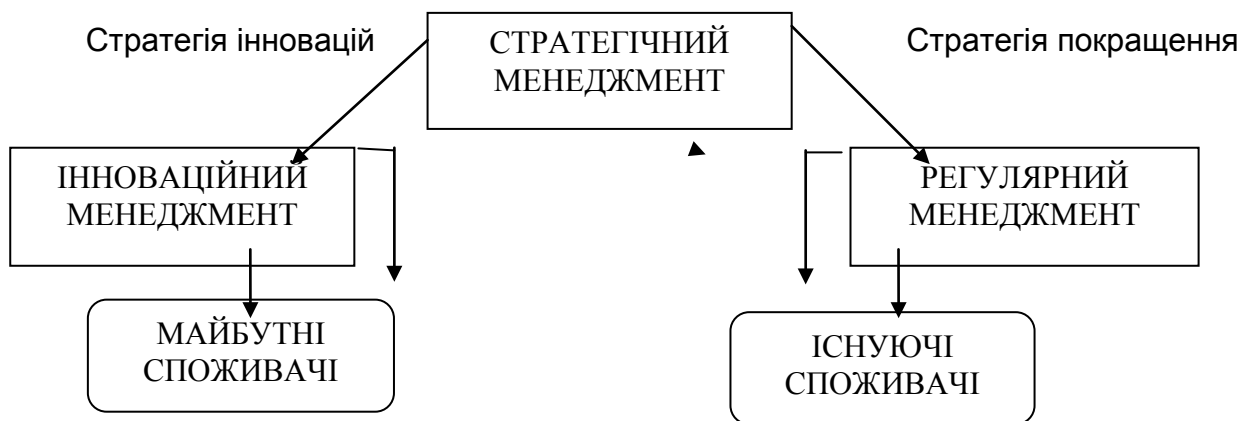 Стратегія інновацій
СТРАТЕГІЧНИЙ
МЕНЕДЖМЕНТ
Стратегія покращення
ІННОВАЦІЙНИЙ
МЕНЕДЖМЕНТ
РЕГУЛЯРНИЙ
МЕНЕДЖМЕНТ
МАЙБУТНІ
СПОЖИВАЧІ
ІСНУЮЧІ
СПОЖИВАЧІ